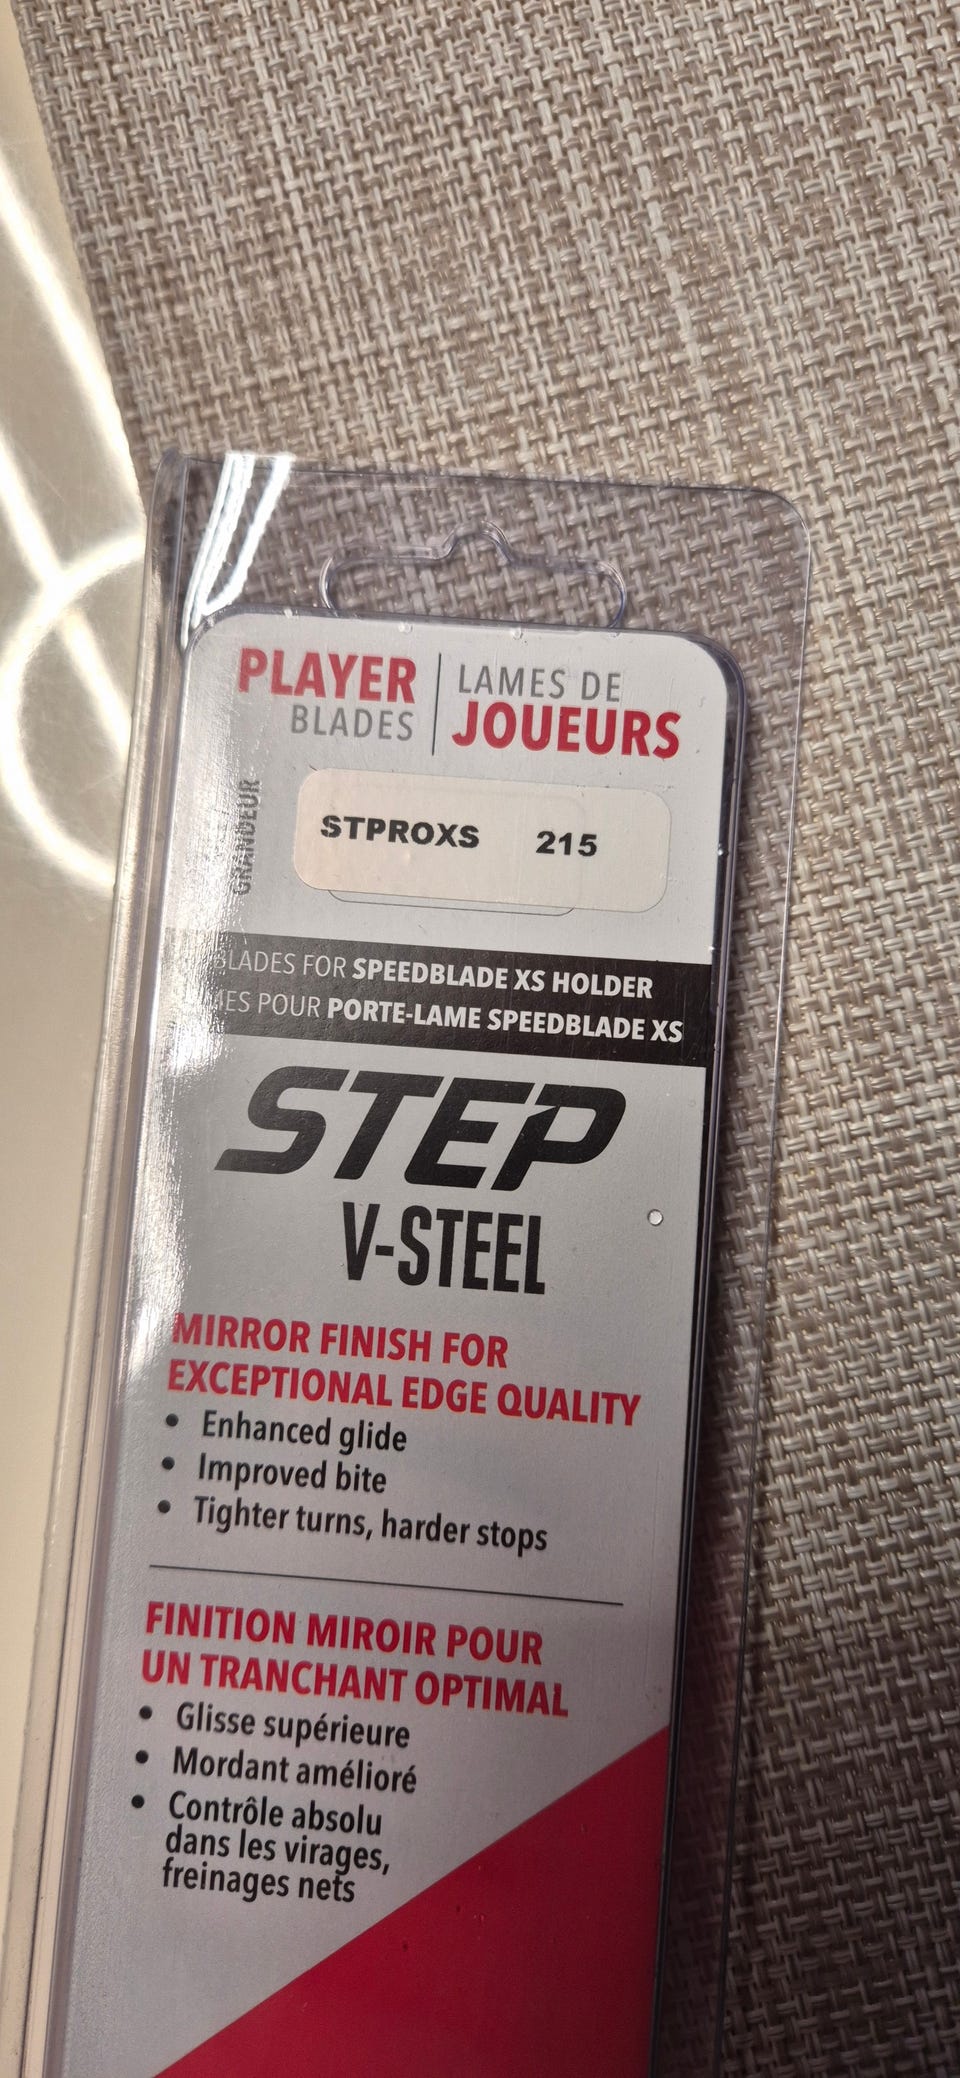 PLAYER
BLADES
LAMES DE
JOUEURS
GRANDEUR
STPROXS 215
BLADES FOR SPEEDBLADE XS HOLDER
POUR PORTE-LAME SPEEDBLADE XS
STEP
V-STEEL
MIRROR FINISH FOR
EXCEPTIONAL EDGE QUALITY
• Enhanced glide
• Improved bite
• Tighter turns, harder stops
FINITION MIROIR POUR
UN TRANCHANT OPTIMAL
• Glisse supérieure
• Mordant amélioré
• Contrôle absolu
dans les virages,
freinages nets